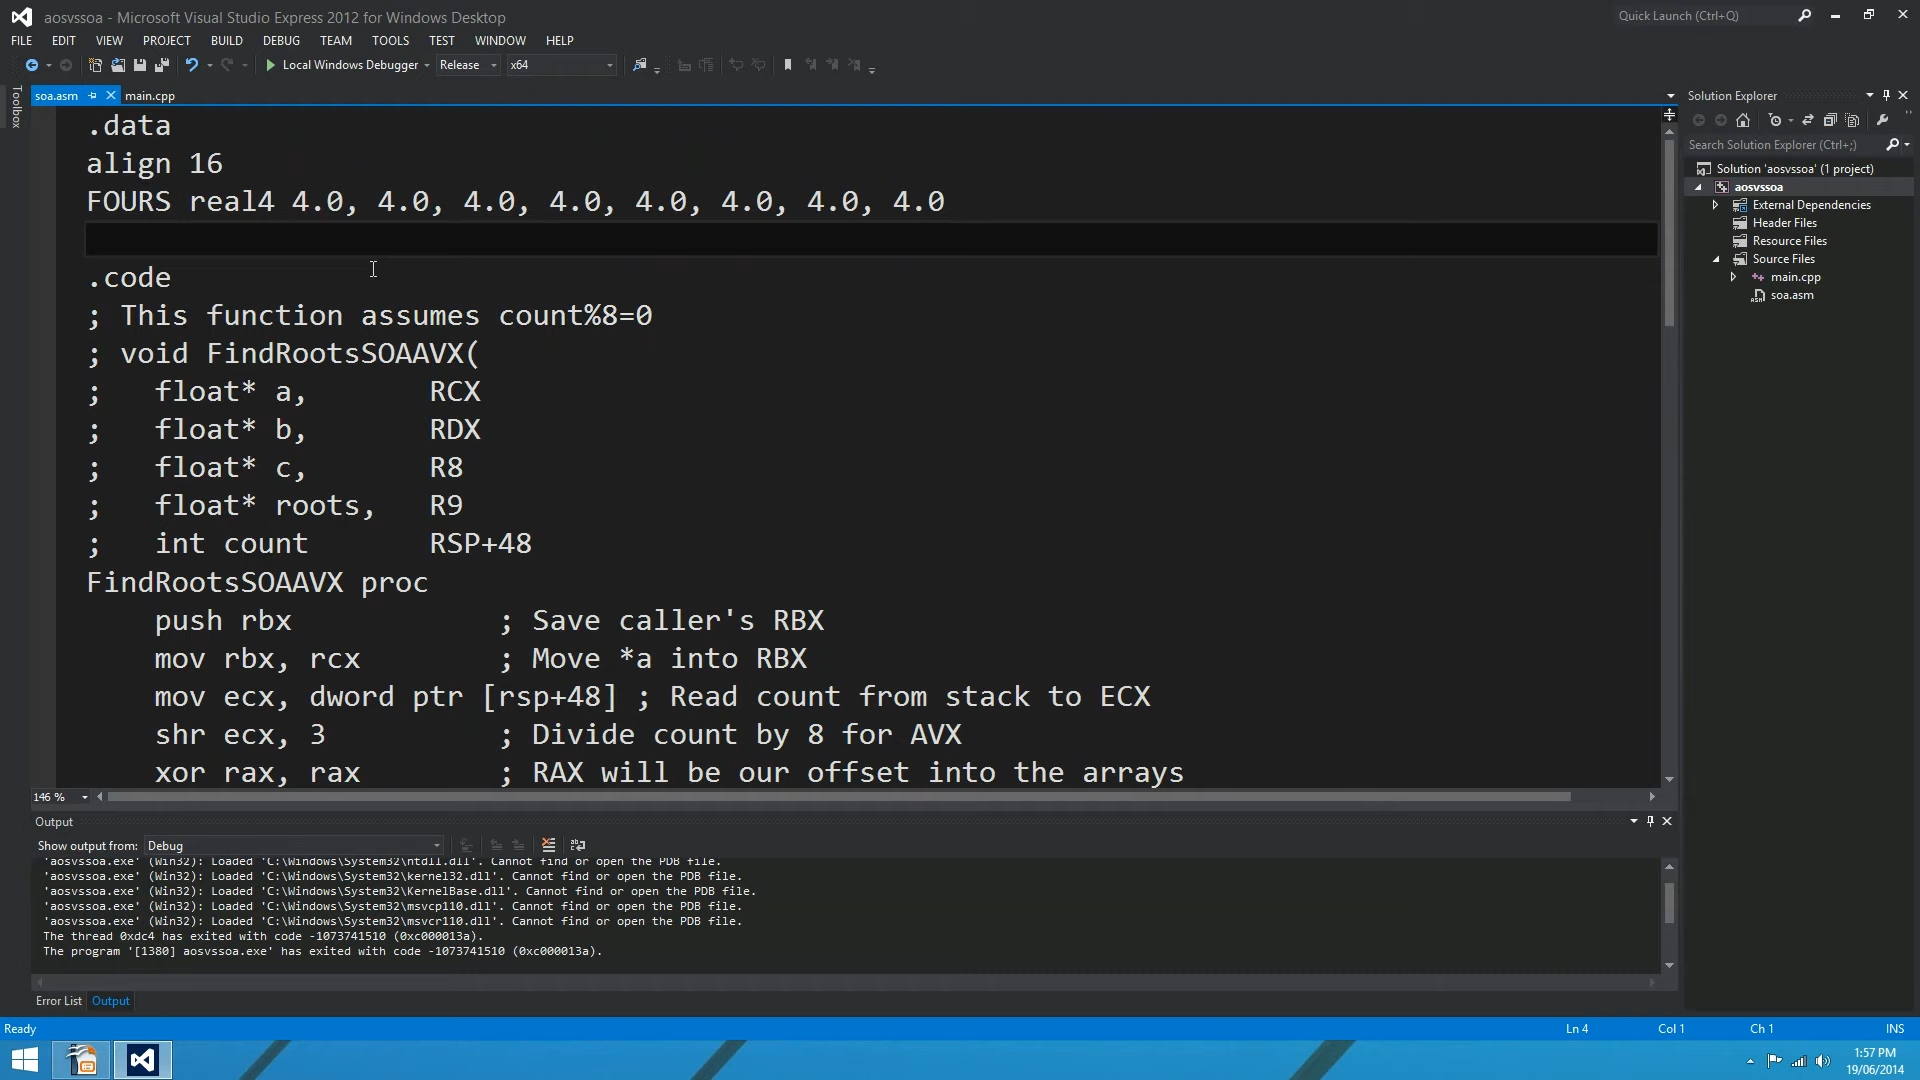 aosvssoa - Microsoft Visual Studio Express 2012 for Windows Desktop
Quick Launch (Ctrl+Q)
FILE EDIT VIEW PROJECT BUILD DEBUG TEAM TOOLS TEST WINDOW HELP
Local Windows Debugger Release x64
Toolbox
soa.asm main.cpp
.data
align 16
FOURS real4 4.0, 4.0, 4.0, 4.0, 4.0, 4.0, 4.0, 4.0
.code
; This function assumes count%8=0
; void FindRootsSOAAVX(
; float* a, RCX
; float* b, RDX
; float* c, R8
; float* roots, R9
; int count RSP+48
FindRootsSOAAVX proc
push rbx ; Save caller's RBX
mov rbx, rcx ; Move *a into RBX
mov ecx, dword ptr [rsp+48] ; Read count from stack to ECX
shr ecx, 3 ; Divide count by 8 for AVX
xor rax, rax ; RAX will be our offset into the arrays
146 %
Solution Explorer
Search Solution Explorer (Ctrl+;)
Solution 'aosvssoa' (1 project)
aosvssoa
External Dependencies
Header Files
Resource Files
Source Files
main.cpp
soa.asm
Output
Show output from: Debug
'aosvssoa.exe' (Win32): Loaded 'C:\Windows\System32\ntdll.dll'. Cannot find or open the PDB file.
'aosvssoa.exe' (Win32): Loaded 'C:\Windows\System32\kernel32.dll'. Cannot find or open the PDB file.
'aosvssoa.exe' (Win32): Loaded 'C:\Windows\System32\KernelBase.dll'. Cannot find or open the PDB file.
'aosvssoa.exe' (Win32): Loaded 'C:\Windows\System32\msvcp110.dll'. Cannot find or open the PDB file.
'aosvssoa.exe' (Win32): Loaded 'C:\Windows\System32\msvcr110.dll'. Cannot find or open the PDB file.
The thread 0xdc4 has exited with code -1073741510 (0xc000013a).
The program '[1380] aosvssoa.exe' has exited with code -1073741510 (0xc000013a).
Error List Output
Ready Ln 4 Col 1 Ch 1 INS
1:57 PM
19/06/2014